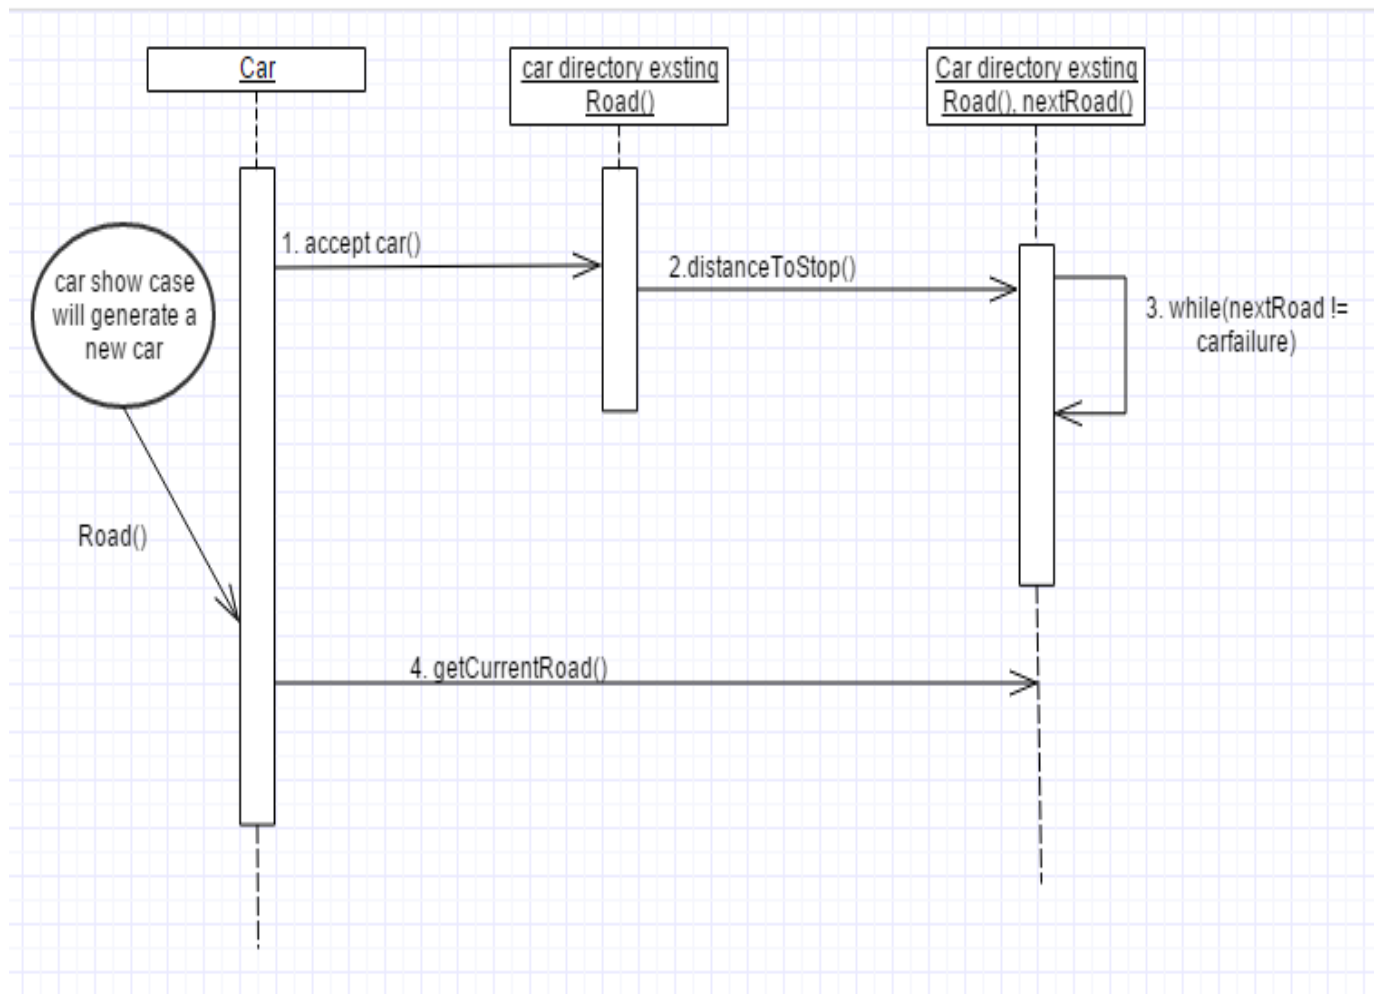 Car
car directory exsting
Road()
Car directory exsting
Road(), nextRoad()
1. accept car()
2.distanceToStop()
car show case
will generate a
new car
3. while(nextRoad !=
carfailure)
Road()
4. getCurrentRoad()